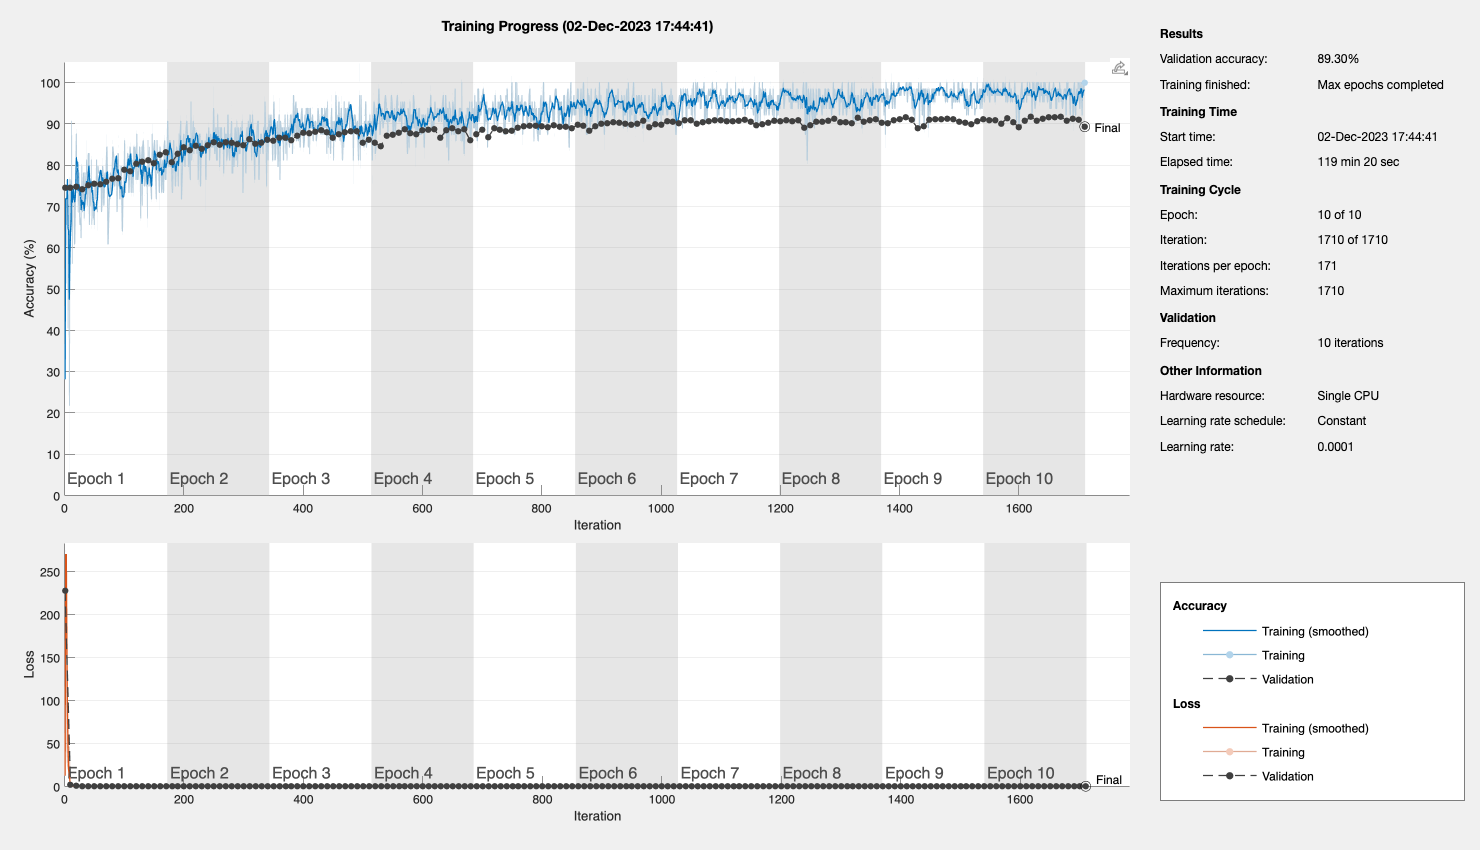 Training Progress (02-Dec-2023 17:44:41)
Accuracy (%)
100
90
80
70
60
50
40
30
20
10
0
Final
Epoch 1 Epoch 2 Epoch 3 Epoch 4 Epoch 5 Epoch 6 Epoch 7 Epoch 8 Epoch 9 Epoch 10
0 200 400 600 800 1000 1200 1400 1600
Iteration
Loss
250
200
150
100
50
0
Epoch 1 Epoch 2 Epoch 3 Epoch 4 Epoch 5 Epoch 6 Epoch 7 Epoch 8 Epoch 9 Epoch 10
Final
0 200 400 600 800 1000 1200 1400 1600
Iteration
Results
Validation accuracy: 89.30%
Training finished: Max epochs completed
Training Time
Start time: 02-Dec-2023 17:44:41
Elapsed time: 119 min 20 sec
Training Cycle
Epoch: 10 of 10
Iteration: 1710 of 1710
Iterations per epoch: 171
Maximum iterations: 1710
Validation
Frequency: 10 iterations
Other Information
Hardware resource: Single CPU
Learning rate schedule: Constant
Learning rate: 0.0001
Accuracy
Training (smoothed)
Training
Validation
Loss
Training (smoothed)
Training
Validation